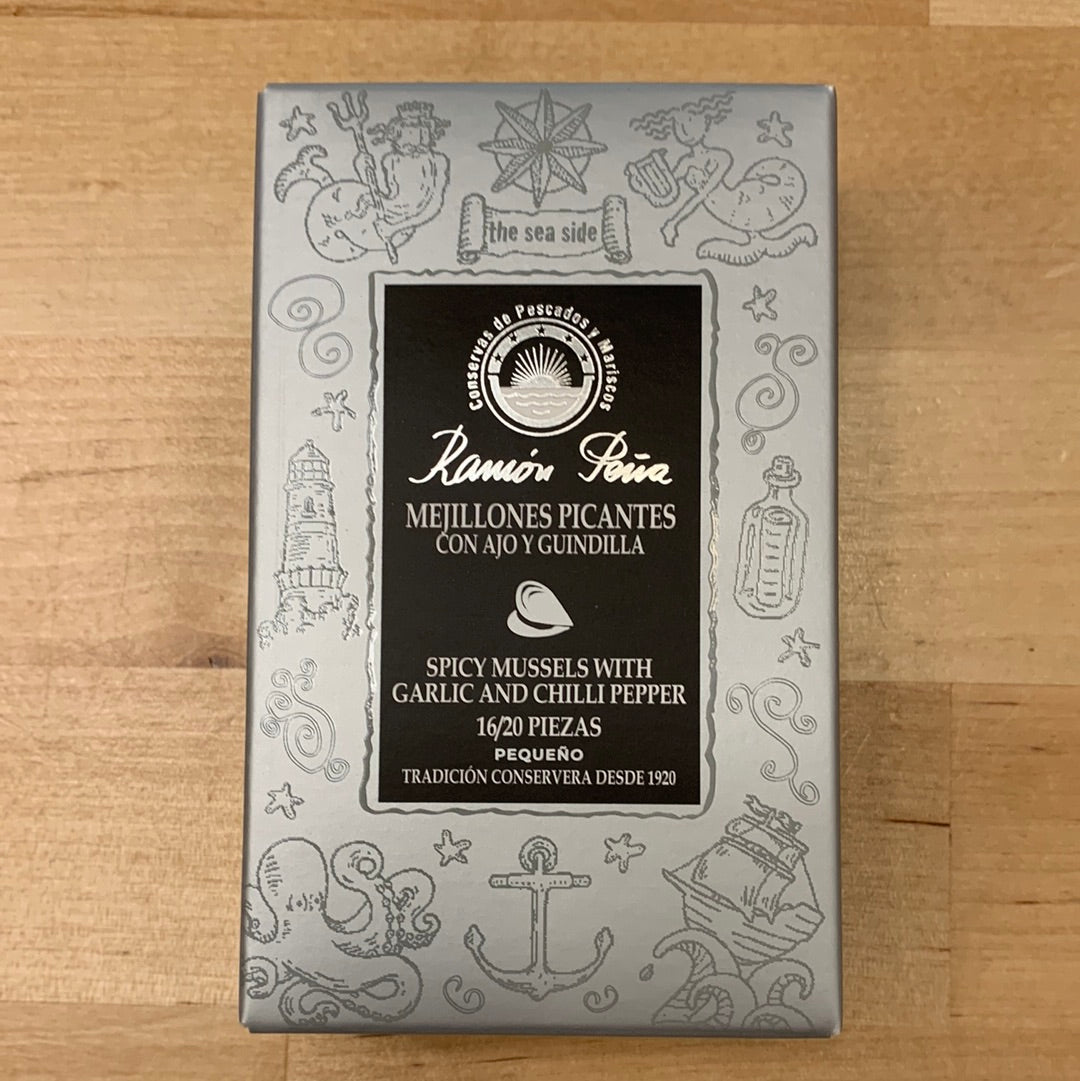 the sea side
Conservas de Pescados y Mariscos
Ramón Peña
MEJILLONES PICANTES
CON AJO Y GUINDILLA
SPICY MUSSELS WITH
GARLIC AND CHILLI PEPPER
16/20 PIEZAS
PEQUEÑO
TRADICIÓN CONSERVERA DESDE 1920